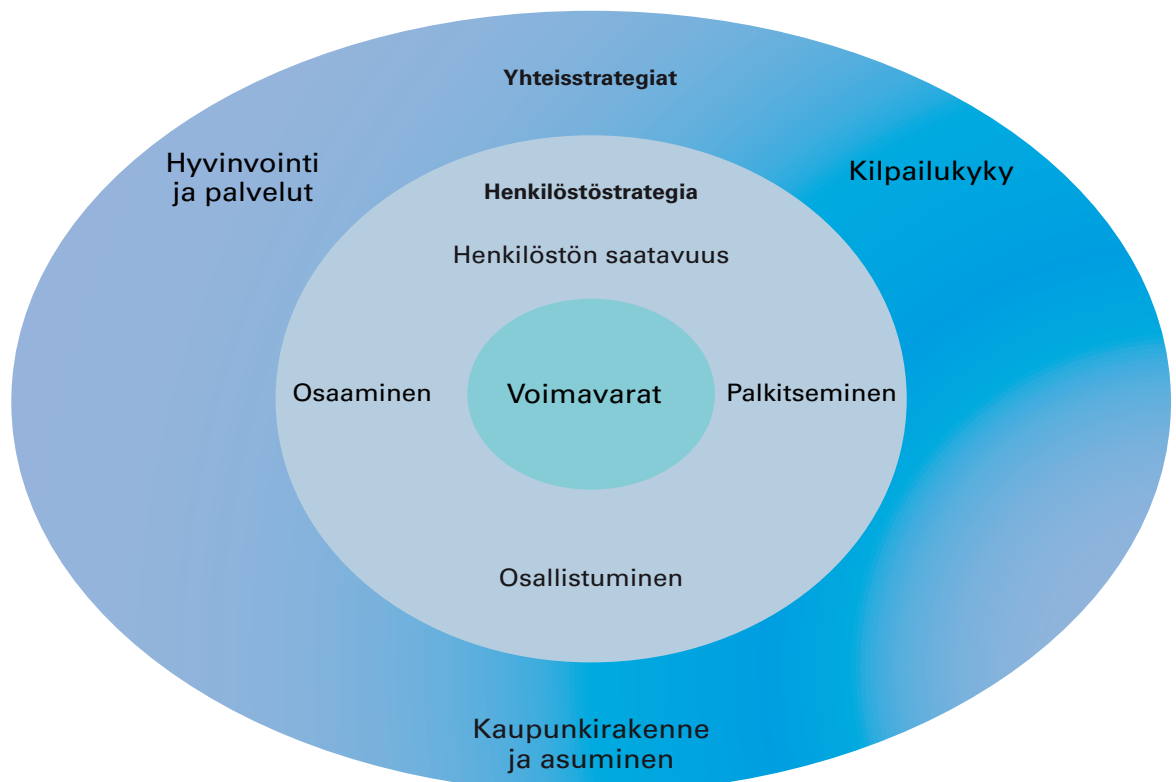 Yhteisstrategiat
Hyvinvointi
ja palvelut
Kilpailukyky
Henkilöstöstrategia
Henkilöstön saatavuus
Osaaminen
Voimavarat
Palkitseminen
Osallistuminen
Kaupunkirakenne
ja asuminen